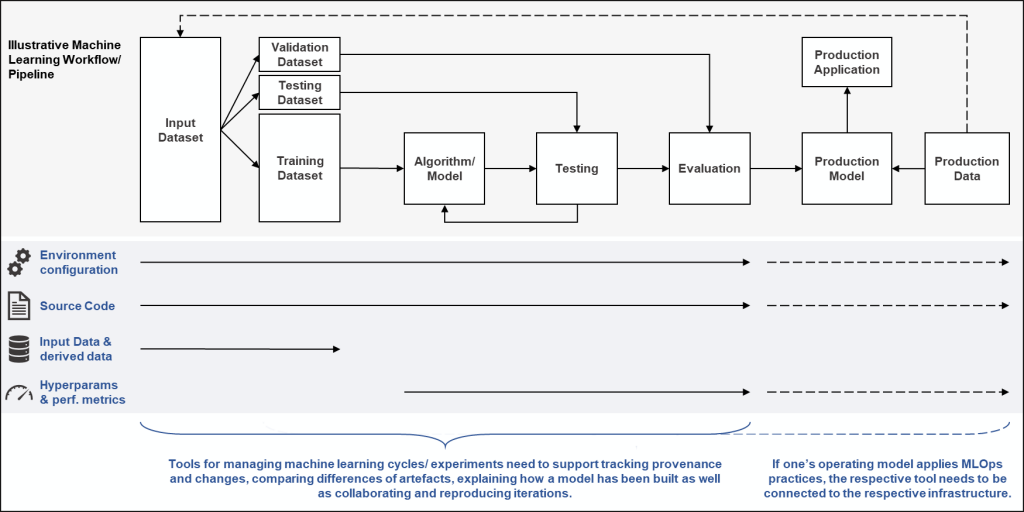 Illustrative Machine
Learning Workflow/
Pipeline
Input
Dataset
Validation
Dataset
Testing
Dataset
Training
Dataset
Algorithm/
Model
Testing
Evaluation
Production
Application
Production
Model
Production
Data
Environment
configuration
Source Code
Input Data &
derived data
Hyperparams
& perf. metrics
Tools for managing machine learning cycles/ experiments need to support tracking provenance
and changes, comparing differences of artefacts, explaining how a model has been built as well
as collaborating and reproducing iterations.
If one's operating model applies MLOps
practices, the respective tool needs to be
connected to the respective infrastructure.